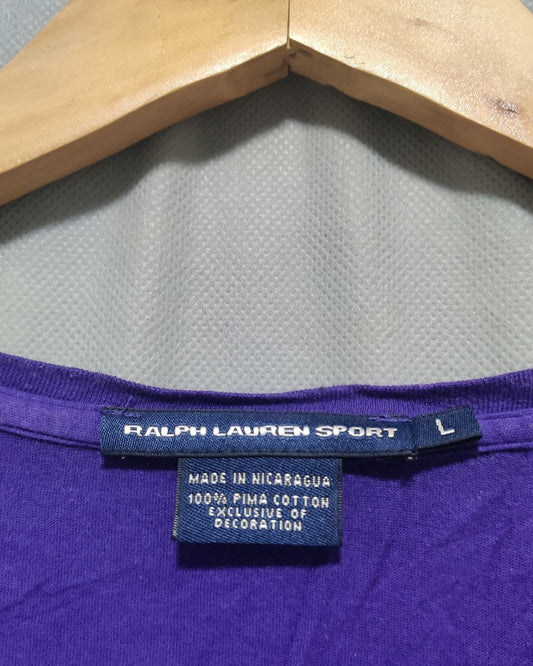 RALPH LAUREN SPORT L
MADE IN NICARAGUA
100% PIMA COTTON
EXCLUSIVE OF
DECORATION